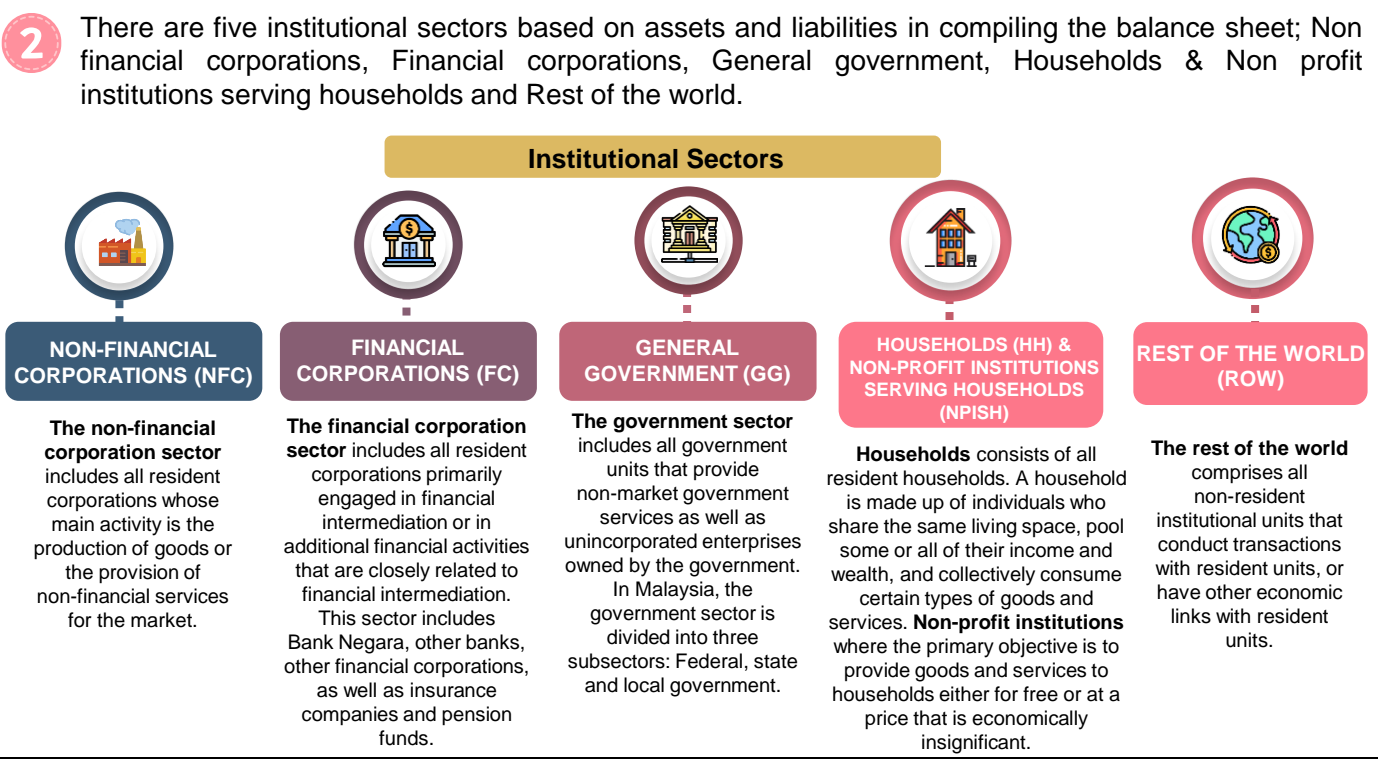 2
There are five institutional sectors based on assets and liabilities in compiling the balance sheet; Non
financial corporations, Financial corporations, General government, Households & Non profit
institutions serving households and Rest of the world.
Institutional Sectors
NON-FINANCIAL
CORPORATIONS (NFC)
The non-financial
corporation sector
includes all resident
corporations whose
main activity is the
production of goods or
the provision of
non-financial services
for the market.
FINANCIAL
CORPORATIONS (FC)
The financial corporation
sector includes all resident
corporations primarily
engaged in financial
intermediation or in
additional financial activities
that are closely related to
financial intermediation.
This sector includes
Bank Negara, other banks,
other financial corporations,
as well as insurance
companies and pension
funds.
GENERAL
GOVERNMENT (GG)
The government sector
includes all government
units that provide
non-market government
services as well as
unincorporated enterprises
owned by the government.
In Malaysia, the
government sector is
divided into three
subsectors: Federal, state
and local government.
HOUSEHOLDS (HH) &
NON-PROFIT INSTITUTIONS
SERVING HOUSEHOLDS
(NPISH)
Households consists of all
resident households. A household
is made up of individuals who
share the same living space, pool
some or all of their income and
wealth, and collectively consume
certain types of goods and
services. Non-profit institutions
where the primary objective is to
provide goods and services to
households either for free or at a
price that is economically
insignificant.
REST OF THE WORLD
(ROW)
The rest of the world
comprises all
non-resident
institutional units that
conduct transactions
with resident units, or
have other economic
links with resident
units.